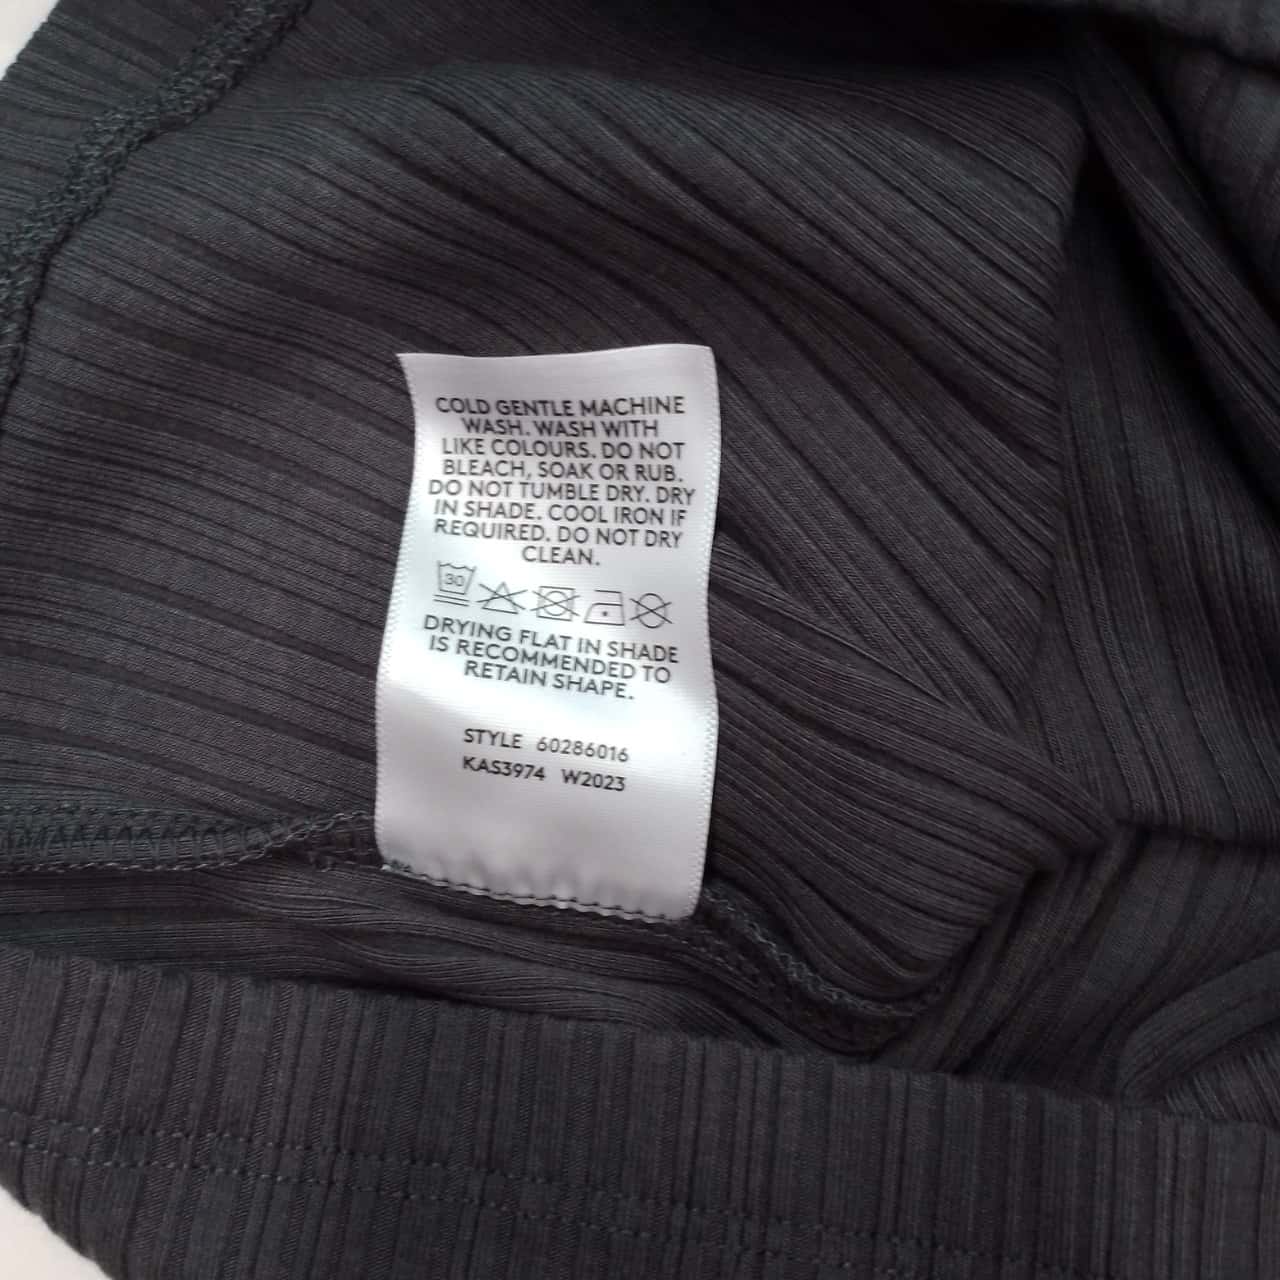 COLD GENTLE MACHINE
WASH. WASH WITH
LIKE COLOURS. DO NOT
BLEACH, SOAK OR RUB.
DO NOT TUMBLE DRY. DRY
IN SHADE. COOL IRON IF
REQUIRED. DO NOT DRY
CLEAN.
30
DRYING FLAT IN SHADE
IS RECOMMENDED TO
RETAIN SHAPE.
STYLE 60286016
KAS3974 W2023